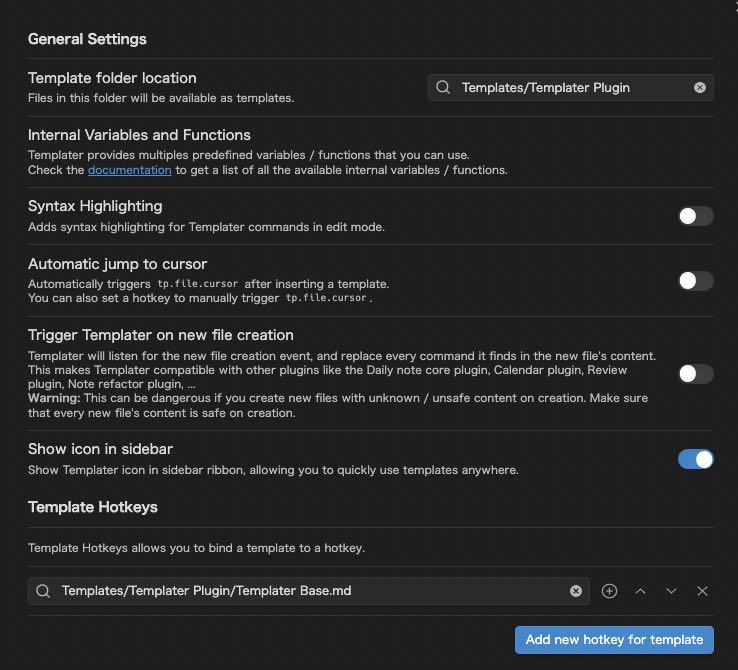 General Settings
Template folder location
Files in this folder will be available as templates.
Templates/Templater Plugin
Internal Variables and Functions
Templater provides multiples predefined variables / functions that you can use.
Check the documentation to get a list of all the available internal variables / functions.
Syntax Highlighting
Adds syntax highlighting for Templater commands in edit mode.
Automatic jump to cursor
Automatically triggers tp.file.cursor after inserting a template.
You can also set a hotkey to manually trigger tp.file.cursor.
Trigger Templater on new file creation
Templater will listen for the new file creation event, and replace every command it finds in the new file's content.
This makes Templater compatible with other plugins like the Daily note core plugin, Calendar plugin, Review
plugin, Note refactor plugin, ...
Warning: This can be dangerous if you create new files with unknown / unsafe content on creation. Make sure
that every new file's content is safe on creation.
Show icon in sidebar
Show Templater icon in sidebar ribbon, allowing you to quickly use templates anywhere.
Template Hotkeys
Template Hotkeys allows you to bind a template to a hotkey.
Templates/Templater Plugin/Templater Base.md
Add new hotkey for template